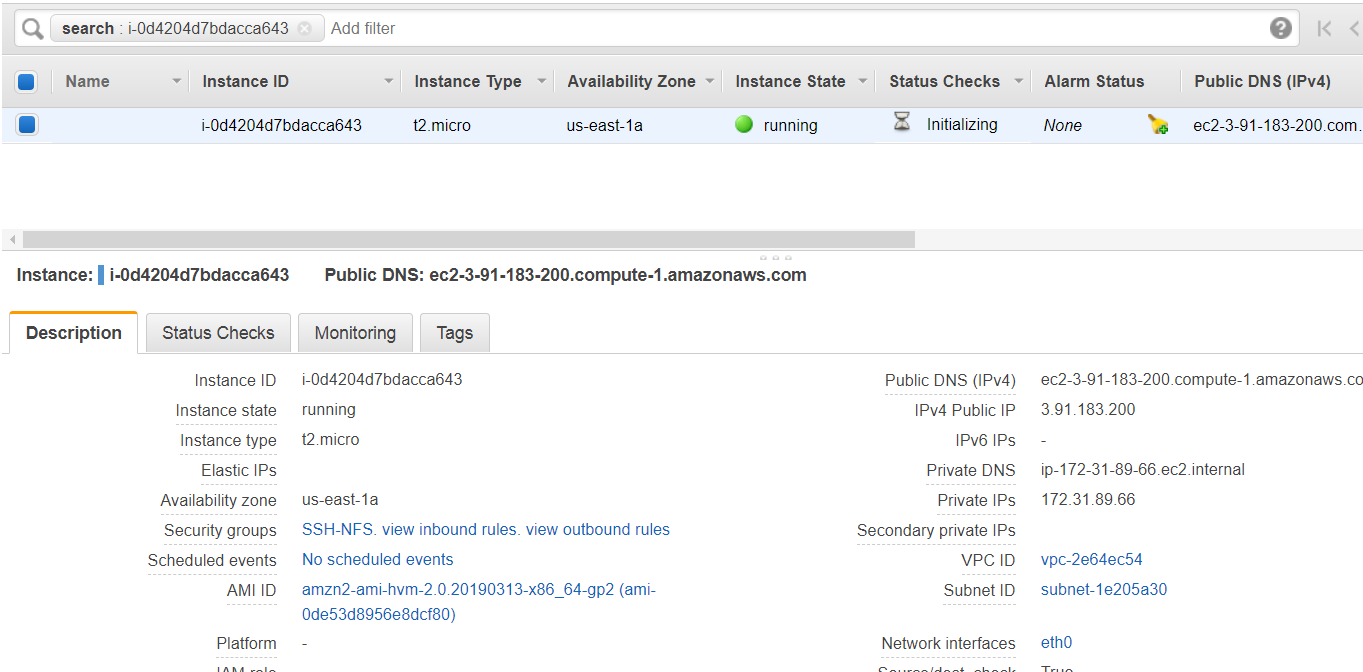 search : i-0d4204d7bdacca643 Add filter
Name Instance ID Instance Type Availability Zone Instance State Status Checks Alarm Status Public DNS (IPv4)
i-0d4204d7bdacca643 t2.micro us-east-1a running Initializing None ec2-3-91-183-200.com...
Instance: i-0d4204d7bdacca643 Public DNS: ec2-3-91-183-200.compute-1.amazonaws.com
Description Status Checks Monitoring Tags
Instance ID i-0d4204d7bdacca643 Public DNS (IPv4) ec2-3-91-183-200.compute-1.amazonaws.co
Instance state running IPv4 Public IP 3.91.183.200
Instance type t2.micro IPv6 IPs -
Elastic IPs Private DNS ip-172-31-89-66.ec2.internal
Availability zone us-east-1a Private IPs 172.31.89.66
Security groups SSH-NFS. view inbound rules. view outbound rules Secondary private IPs
Scheduled events No scheduled events VPC ID vpc-2e64ec54
AMI ID amzn2-ami-hvm-2.0.20190313-x86_64-gp2 (ami- Subnet ID subnet-1e205a30
0de53d8956e8dcf80)
Platform - Network interfaces eth0
IAM role Source/dest. check True